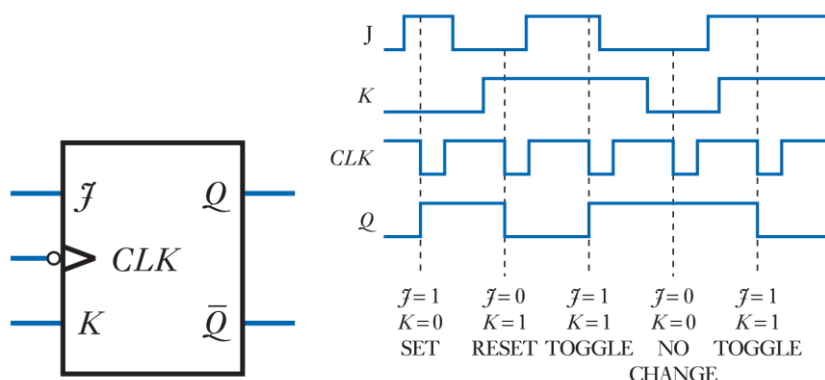 J
K
CLK
Q
J Q
CLK
K Q̄
J=1 J=0 J=1 J=0 J=1
K=0 K=1 K=1 K=0 K=1
SET RESET TOGGLE NO TOGGLE
CHANGE